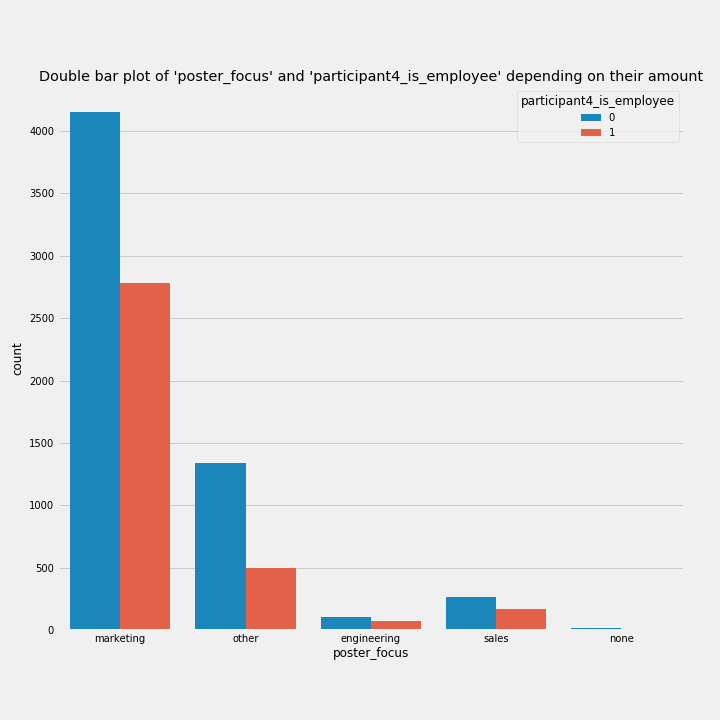 Double bar plot of 'poster_focus' and 'participant4_is_employee' depending on their amount
participant4_is_employee
0
1
4000
3500
3000
2500
2000
1500
1000
500
0
count
marketing other engineering sales none
poster_focus